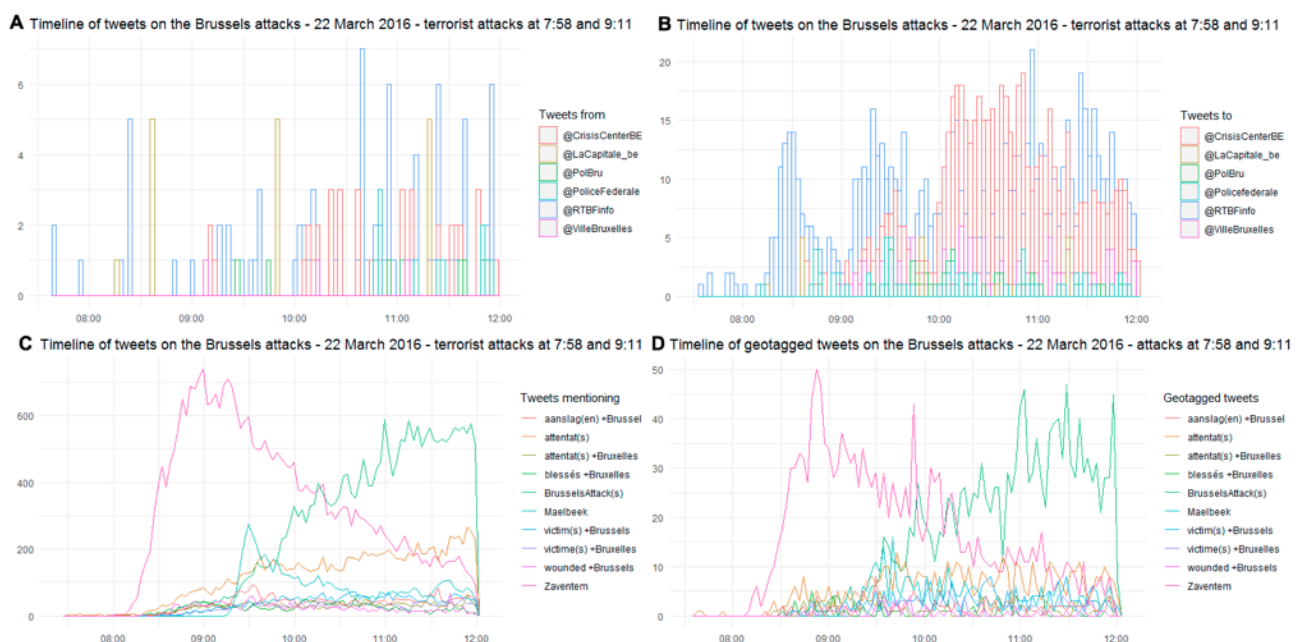 A Timeline of tweets on the Brussels attacks - 22 March 2016 - terrorist attacks at 7:58 and 9:11
6
4
2
0
08:00 09:00 10:00 11:00 12:00
Tweets from
@CrisisCenterBE
@LaCapitale_be
@PolBru
@PoliceFederale
@RTBFinfo
@VilleBruxelles
B Timeline of tweets on the Brussels attacks - 22 March 2016 - terrorist attacks at 7:58 and 9:11
20
15
10
5
0
08:00 09:00 10:00 11:00 12:00
Tweets to
@CrisisCenterBE
@LaCapitale_be
@PolBru
@Policefederale
@RTBFinfo
@VilleBruxelles
C Timeline of tweets on the Brussels attacks - 22 March 2016 - terrorist attacks at 7:58 and 9:11
600
400
200
0
08:00 09:00 10:00 11:00 12:00
Tweets mentioning
aanslag(en) +Brussel
attentat(s)
attentat(s) +Bruxelles
blessés +Bruxelles
BrusselsAttack(s)
Maelbeek
victim(s) +Brussels
victime(s) +Bruxelles
wounded +Brussels
Zaventem
D Timeline of geotagged tweets on the Brussels attacks - 22 March 2016 - attacks at 7:58 and 9:11
50
40
30
20
10
0
08:00 09:00 10:00 11:00 12:00
Geotagged tweets
aanslag(en) +Brussel
attentat(s)
attentat(s) +Bruxelles
blessés +Bruxelles
BrusselsAttack(s)
Maelbeek
victim(s) +Brussels
victime(s) +Bruxelles
wounded +Brussels
Zaventem